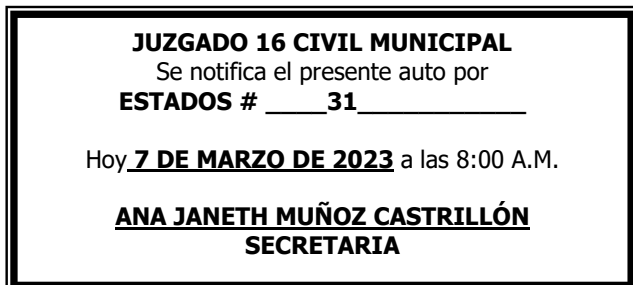 JUZGADO 16 CIVIL MUNICIPAL
Se notifica el presente auto por
ESTADOS # ____31___________
Hoy 7 DE MARZO DE 2023 a las 8:00 A.M.
ANA JANETH MUÑOZ CASTRILLÓN
SECRETARIA